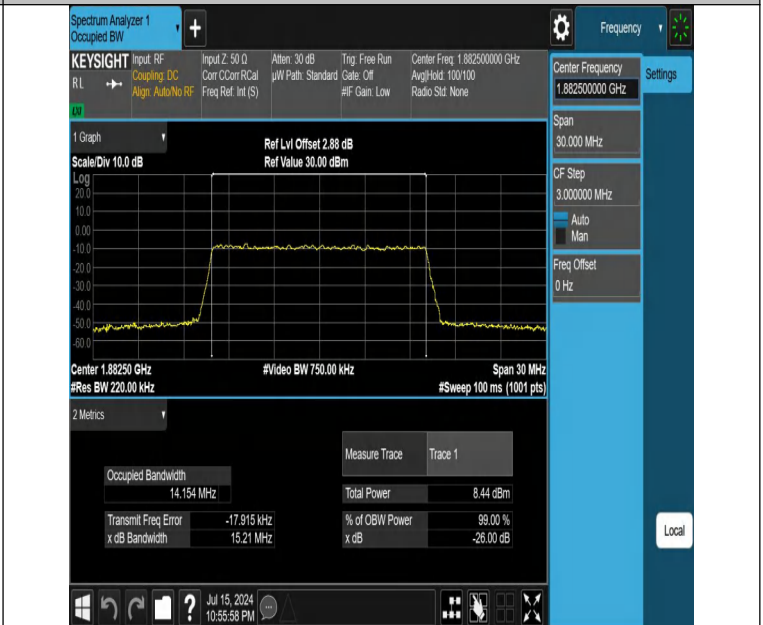 Spectrum Analyzer 1
Occupied BW
+
Frequency
KEYSIGHT
RL
LXI
Input: RF
Coupling: DC
Align: Auto/No RF
Input Z: 50 Ω
Corr CCorr RCal
Freq Ref: Int (S)
Atten: 30 dB
µW Path: Standard
Trig: Free Run
Gate: Off
#IF Gain: Low
Center Freq: 1.882500000 GHz
Avg|Hold: 100/100
Radio Std: None
Center Frequency
1.882500000 GHz
Settings
Span
30.000 MHz
CF Step
3.000000 MHz
Auto
Man
Freq Offset
0 Hz
1 Graph
Scale/Div 10.0 dB
Ref Lvl Offset 2.88 dB
Ref Value 30.00 dBm
Log
20.0
10.0
0.00
-10.0
-20.0
-30.0
-40.0
-50.0
-60.0
Center 1.88250 GHz
#Res BW 220.00 kHz
#Video BW 750.00 kHz
Span 30 MHz
#Sweep 100 ms (1001 pts)
2 Metrics
Measure Trace Trace 1
Occupied Bandwidth
14.154 MHz
Total Power 8.44 dBm
Transmit Freq Error -17.915 kHz
% of OBW Power 99.00 %
x dB Bandwidth 15.21 MHz
x dB -26.00 dB
Local
?
Jul 15, 2024
10:55:58 PM